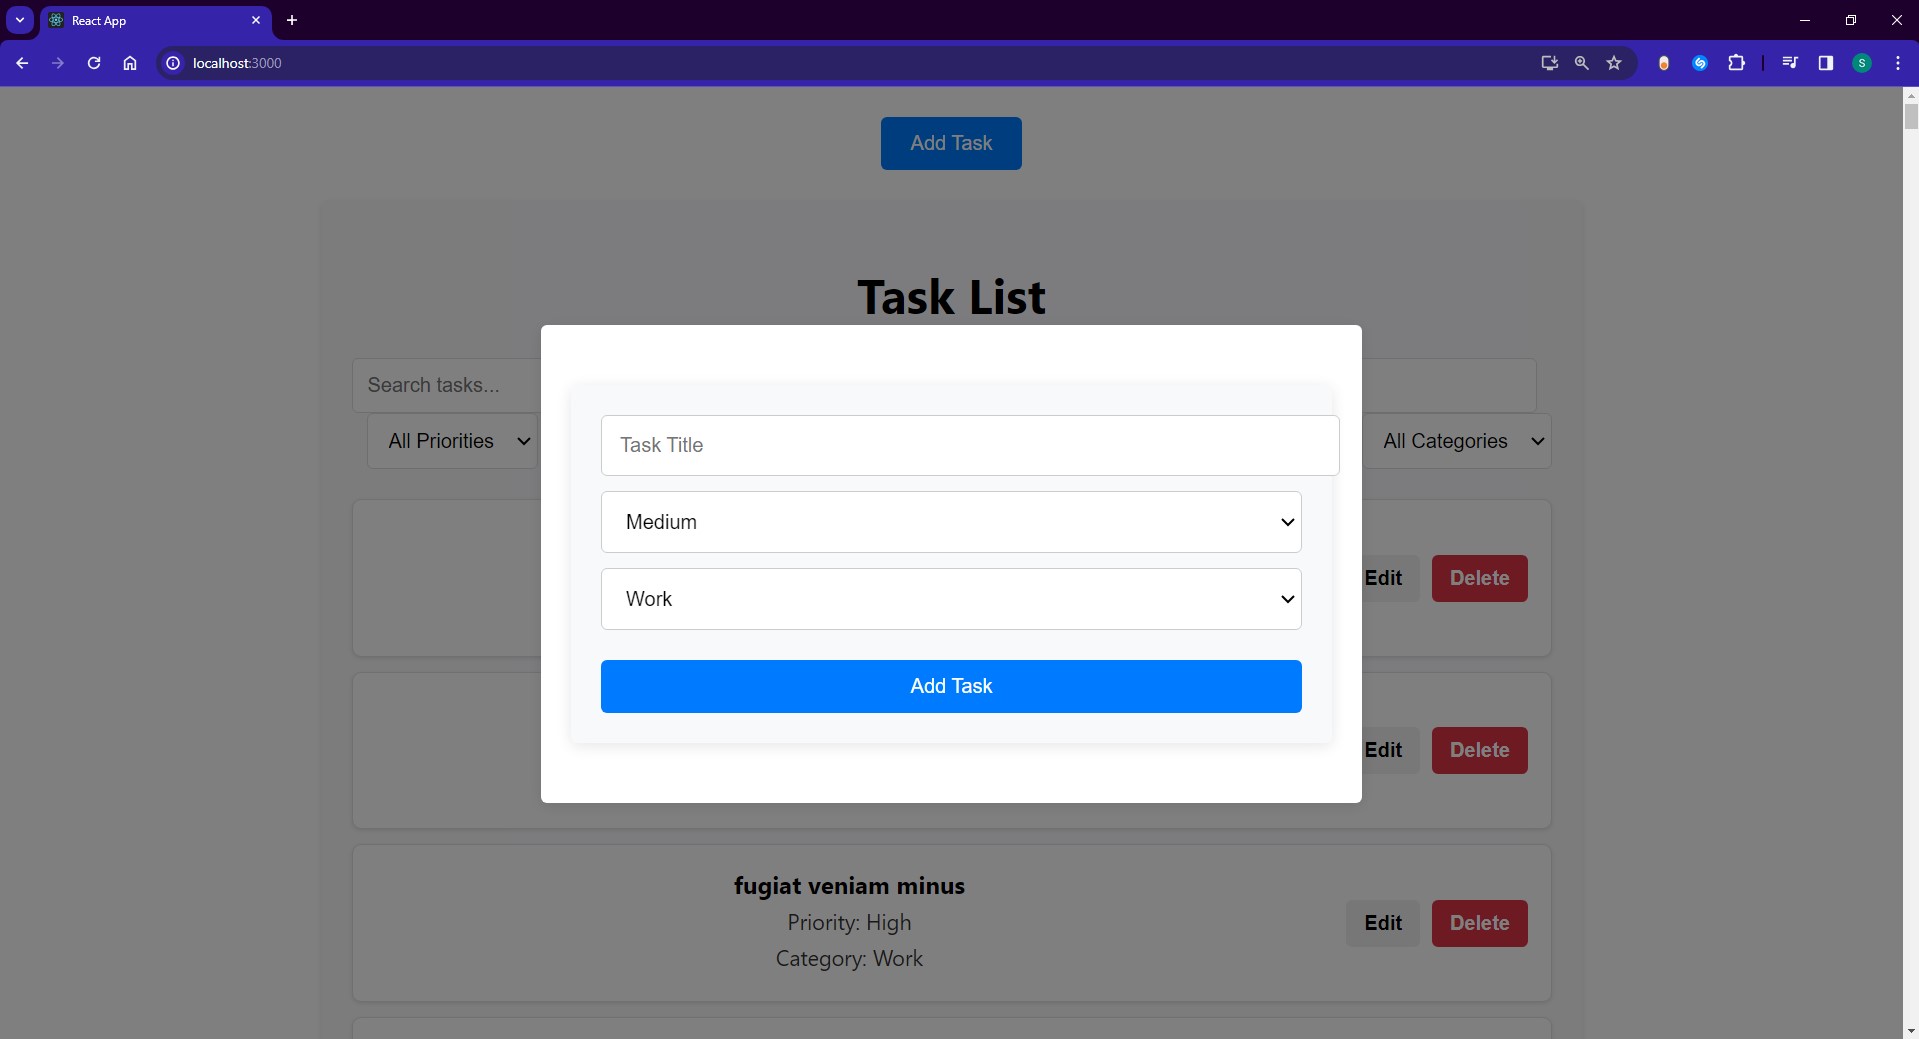 React App
localhost:3000
S
Add Task
Task List
Search tasks...
All Priorities
All Categories
Task Title
Medium
Work
Add Task
Edit
Delete
Edit
Delete
fugiat veniam minus
Priority: High
Category: Work
Edit
Delete